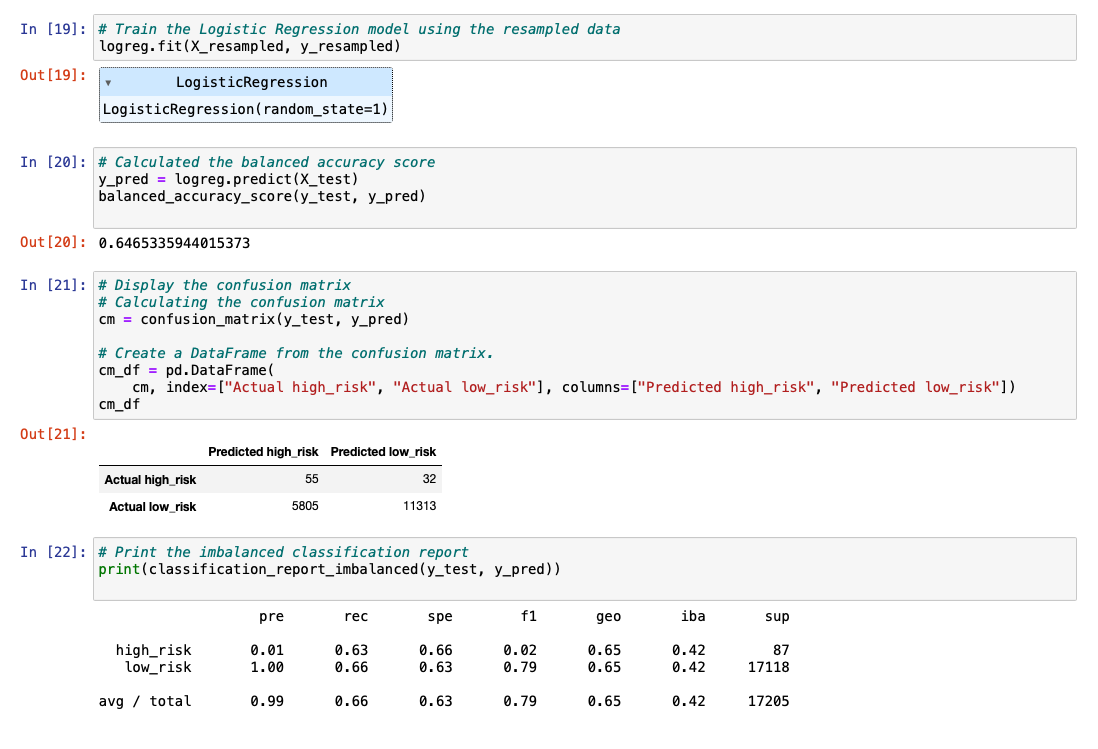 In [19]: # Train the Logistic Regression model using the resampled data
logreg.fit(X_resampled, y_resampled)
Out[19]: ▾ LogisticRegression
LogisticRegression(random_state=1)
In [20]: # Calculated the balanced accuracy score
y_pred = logreg.predict(X_test)
balanced_accuracy_score(y_test, y_pred)
Out[20]: 0.6465335944015373
In [21]: # Display the confusion matrix
# Calculating the confusion matrix
cm = confusion_matrix(y_test, y_pred)
# Create a DataFrame from the confusion matrix.
cm_df = pd.DataFrame(
    cm, index=["Actual high_risk", "Actual low_risk"], columns=["Predicted high_risk", "Predicted low_risk"])
cm_df
Out[21]:
Predicted high_risk Predicted low_risk
Actual high_risk 55 32
Actual low_risk 5805 11313
In [22]: # Print the imbalanced classification report
print(classification_report_imbalanced(y_test, y_pred))
pre rec spe f1 geo iba sup
high_risk 0.01 0.63 0.66 0.02 0.65 0.42 87
low_risk 1.00 0.66 0.63 0.79 0.65 0.42 17118
avg / total 0.99 0.66 0.63 0.79 0.65 0.42 17205